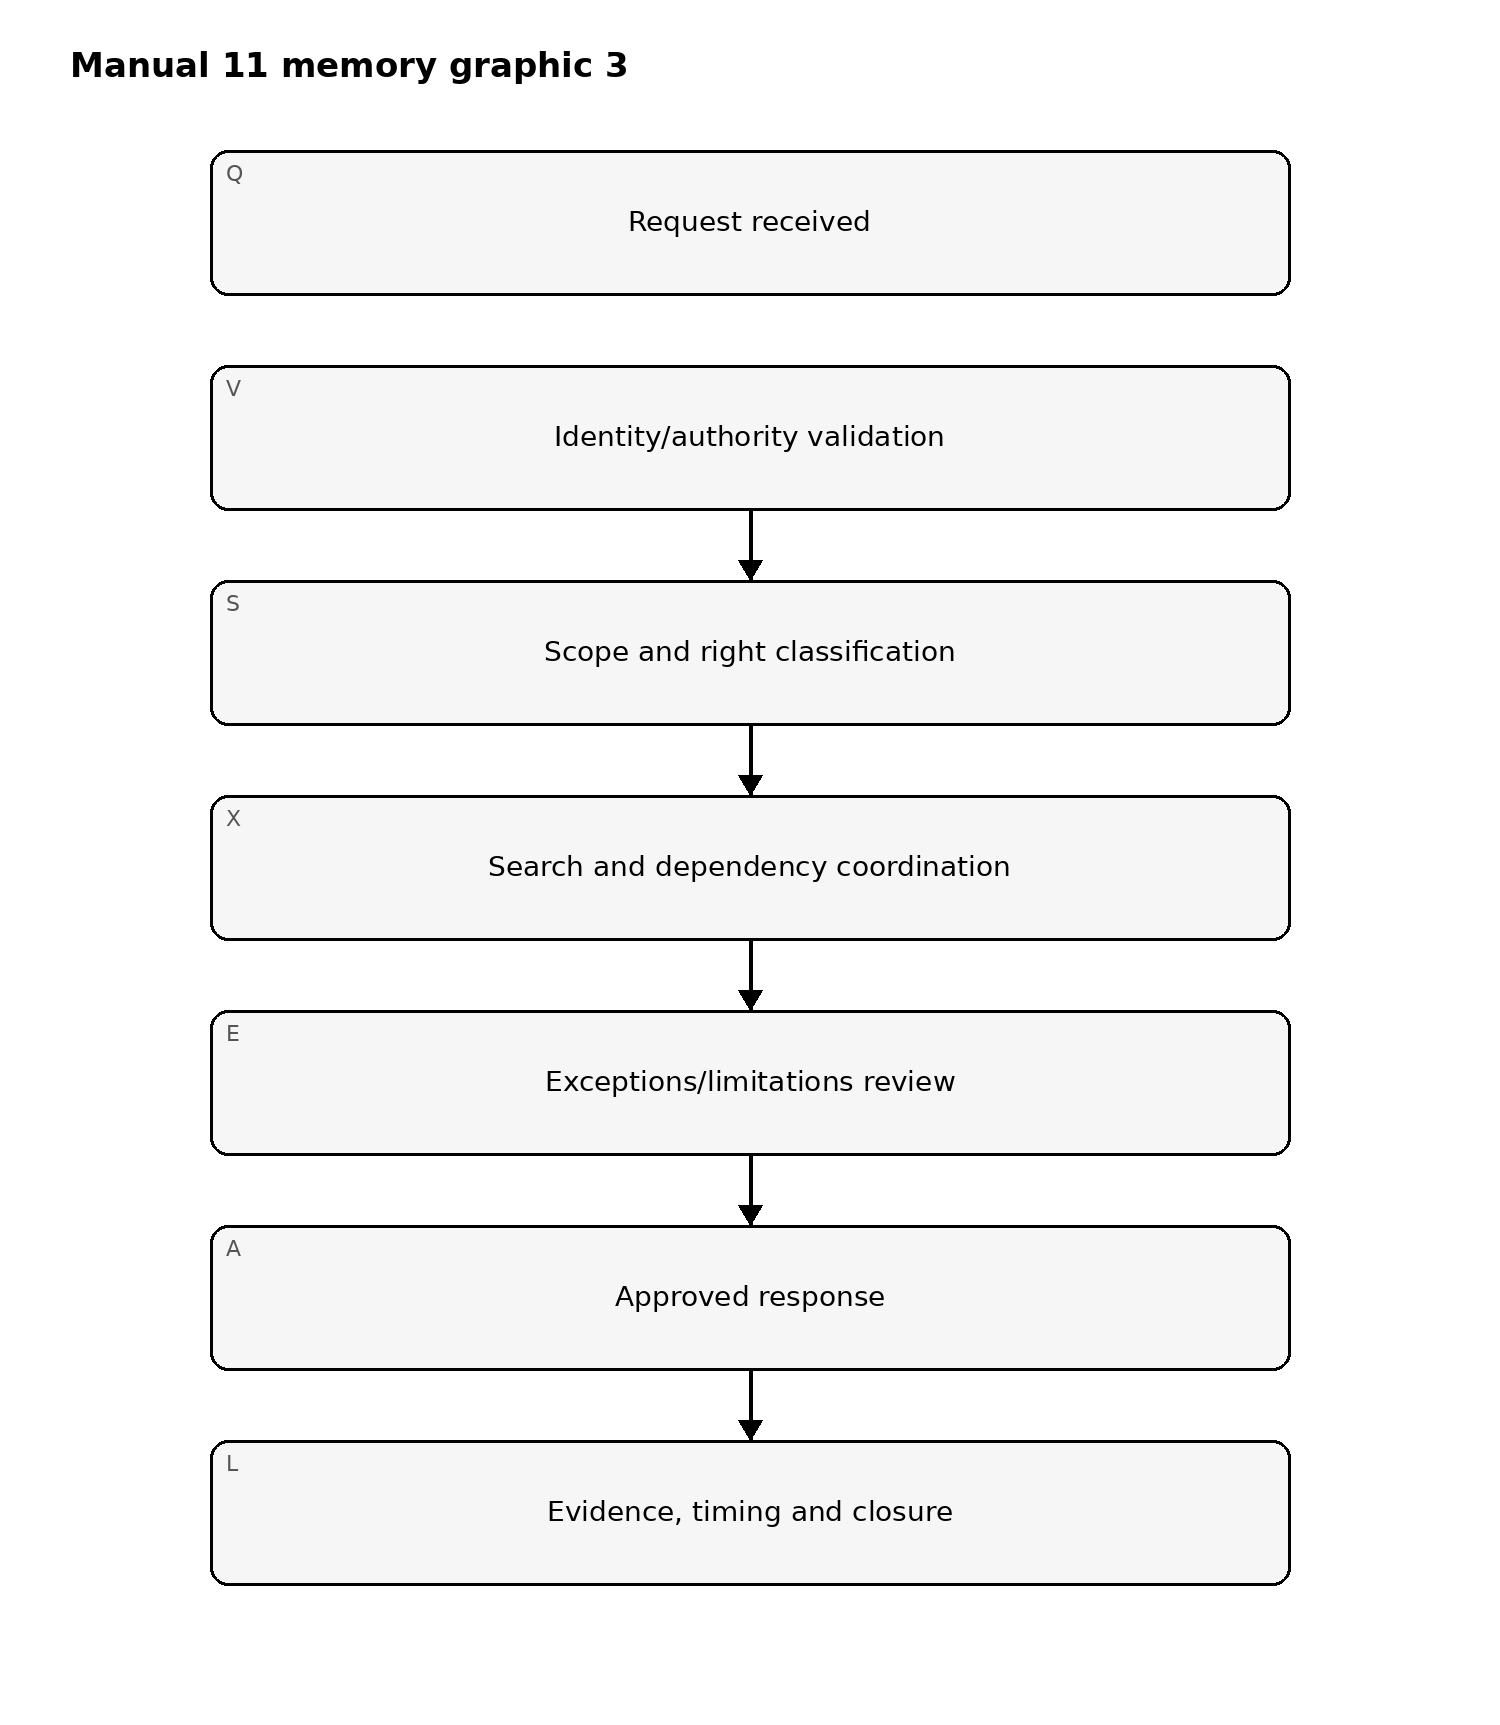 Manual 11 memory graphic 3
Q
Request received
V
Identity/authority validation
S
Scope and right classification
X
Search and dependency coordination
E
Exceptions/limitations review
A
Approved response
L
Evidence, timing and closure